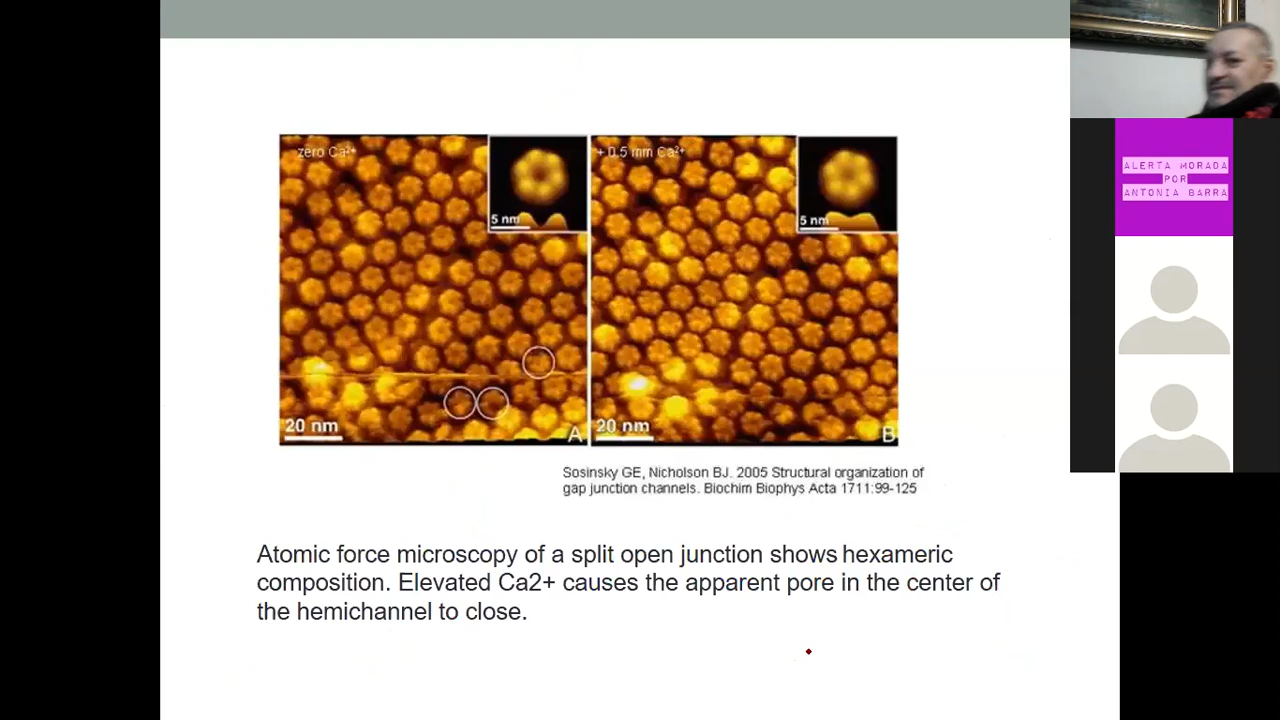 zero Ca²⁺
5 nm
20 nm
A
+ 0.5 mm Ca²⁺
5 nm
20 nm
B
Sosinsky GE, Nicholson BJ. 2005 Structural organization of
gap junction channels. Biochim Biophys Acta 1711:99-125
Atomic force microscopy of a split open junction shows hexameric
composition. Elevated Ca2+ causes the apparent pore in the center of
the hemichannel to close.
ALERTA MORADA
POR
ANTONIA BARRA